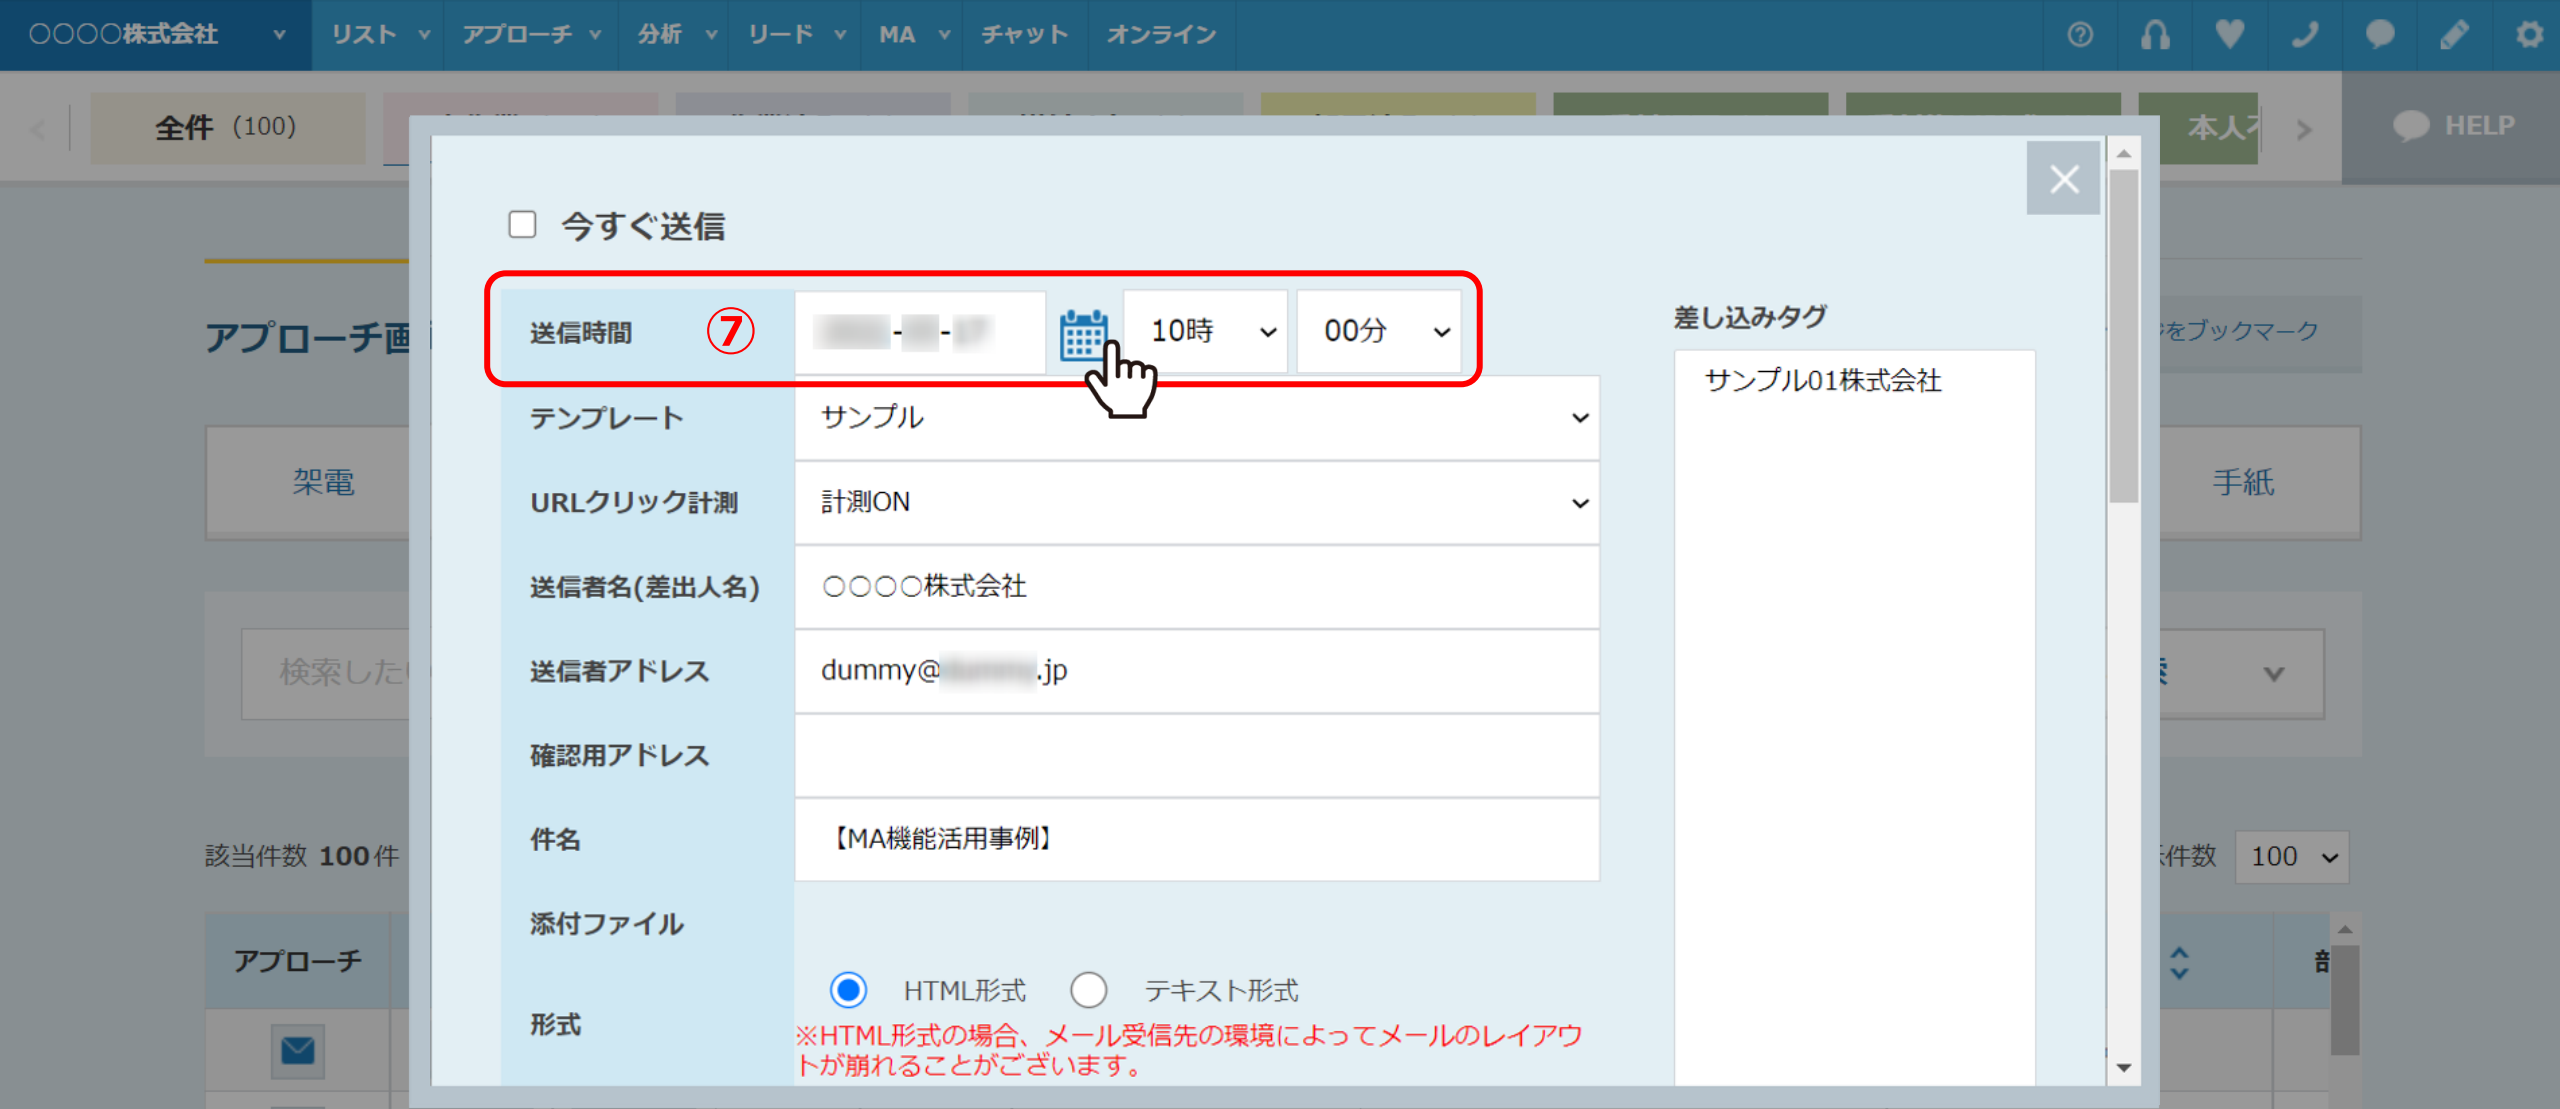 〇〇〇〇株式会社 リスト アプローチ 分析 リード MA チャット オンライン
全件 (100) 本人 HELP
今すぐ送信
送信時間 ⑦ - - 10時 00分
差し込みタグ
サンプル01株式会社
アプローチ画 をブックマーク
テンプレート サンプル
架電 手紙
URLクリック計測 計測ON
送信者名(差出人名) 〇〇〇〇株式会社
検索した
送信者アドレス dummy@ .jp
確認用アドレス
件名 【MA機能活用事例】
該当件数 100件 件数 100
添付ファイル
アプローチ 部
形式 HTML形式 テキスト形式
※HTML形式の場合、メール受信先の環境によってメールのレイアウ
トが崩れることがございます。